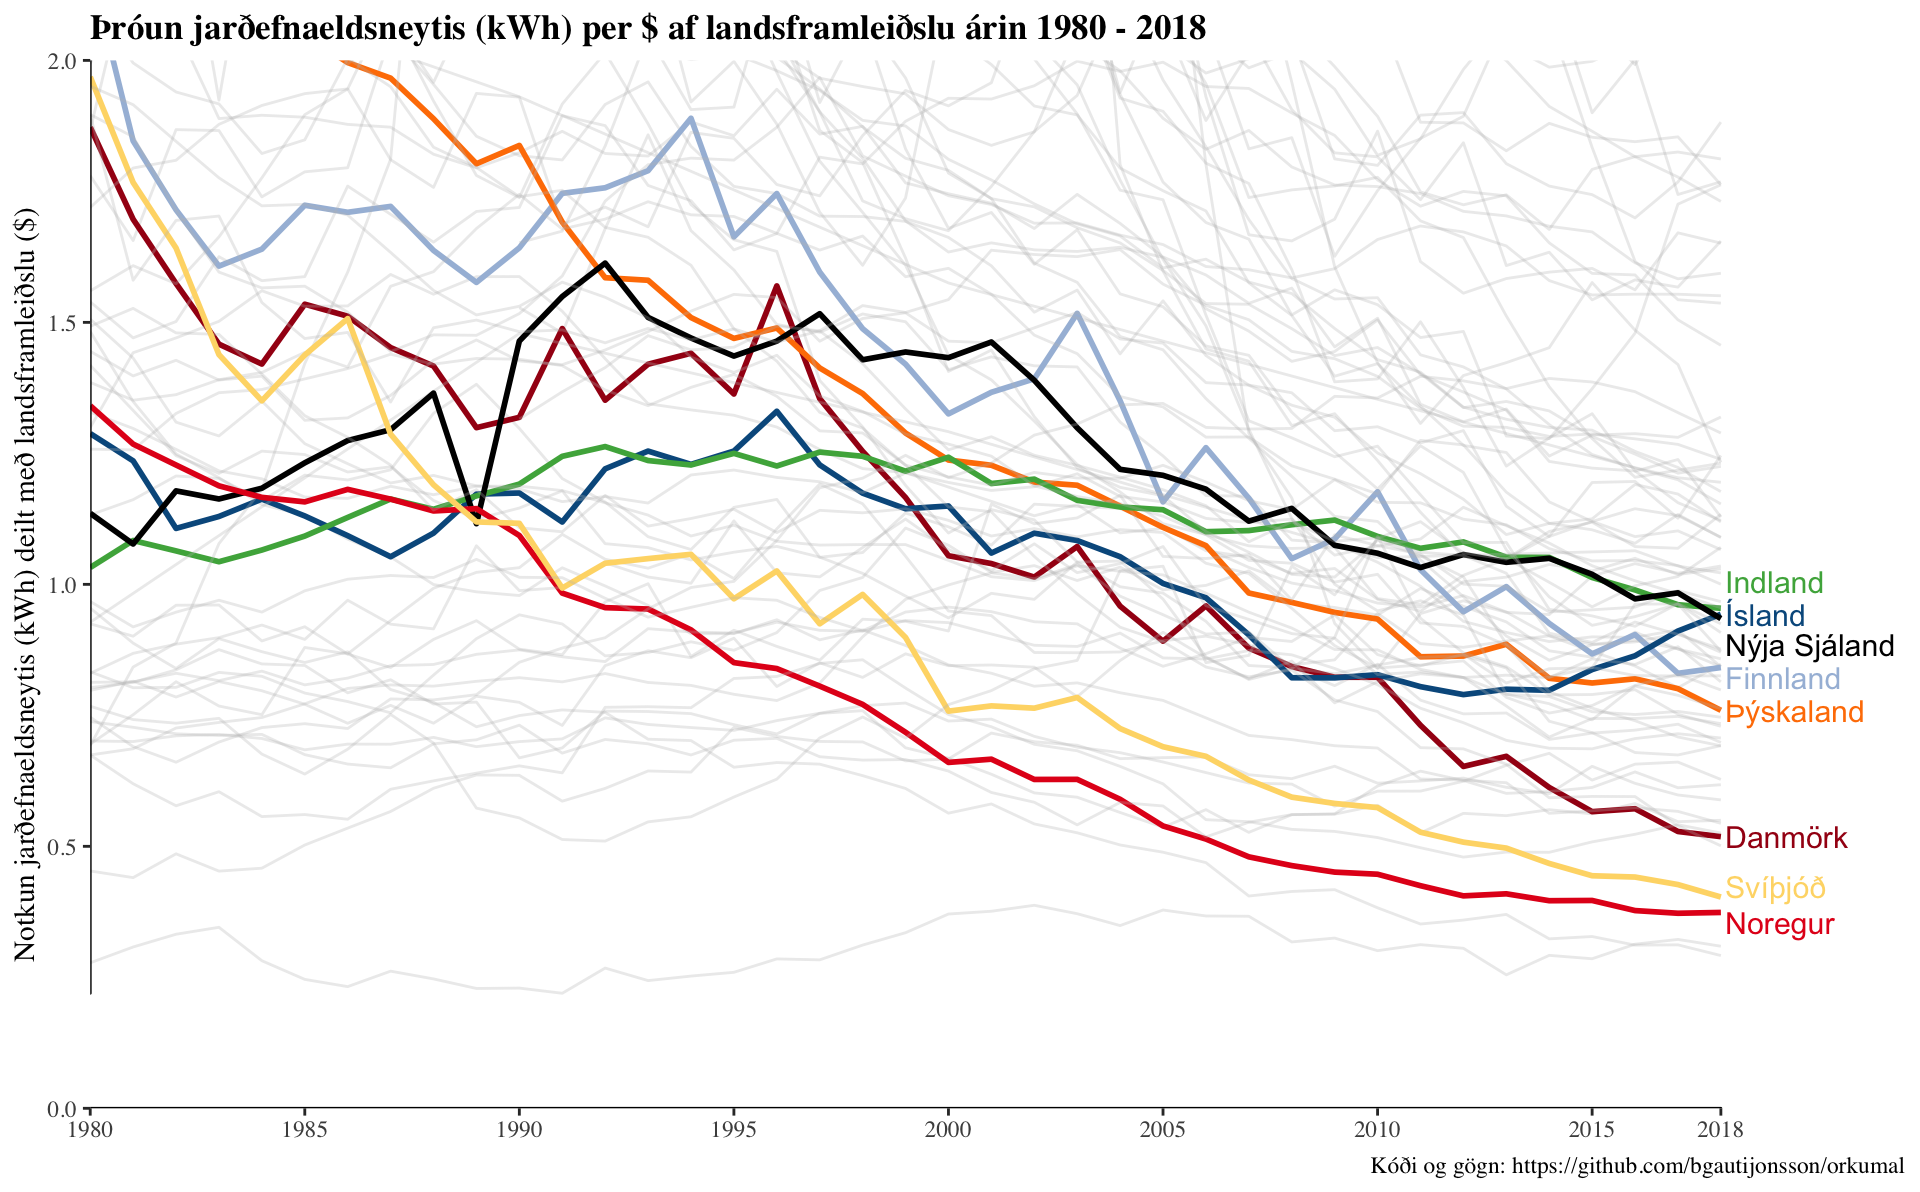 Þróun jarðefnaeldsneytis (kWh) per $ af landsframleiðslu árin 1980 - 2018
Notkun jarðefnaeldsneytis (kWh) deilt með landsframleiðslu ($)
2.0
1.5
1.0
0.5
0.0
Indland
Ísland
Nýja Sjáland
Finnland
Þýskaland
Danmörk
Svíþjóð
Noregur
1980 1985 1990 1995 2000 2005 2010 2015 2018
Kóði og gögn: https://github.com/bgautijonsson/orkumal